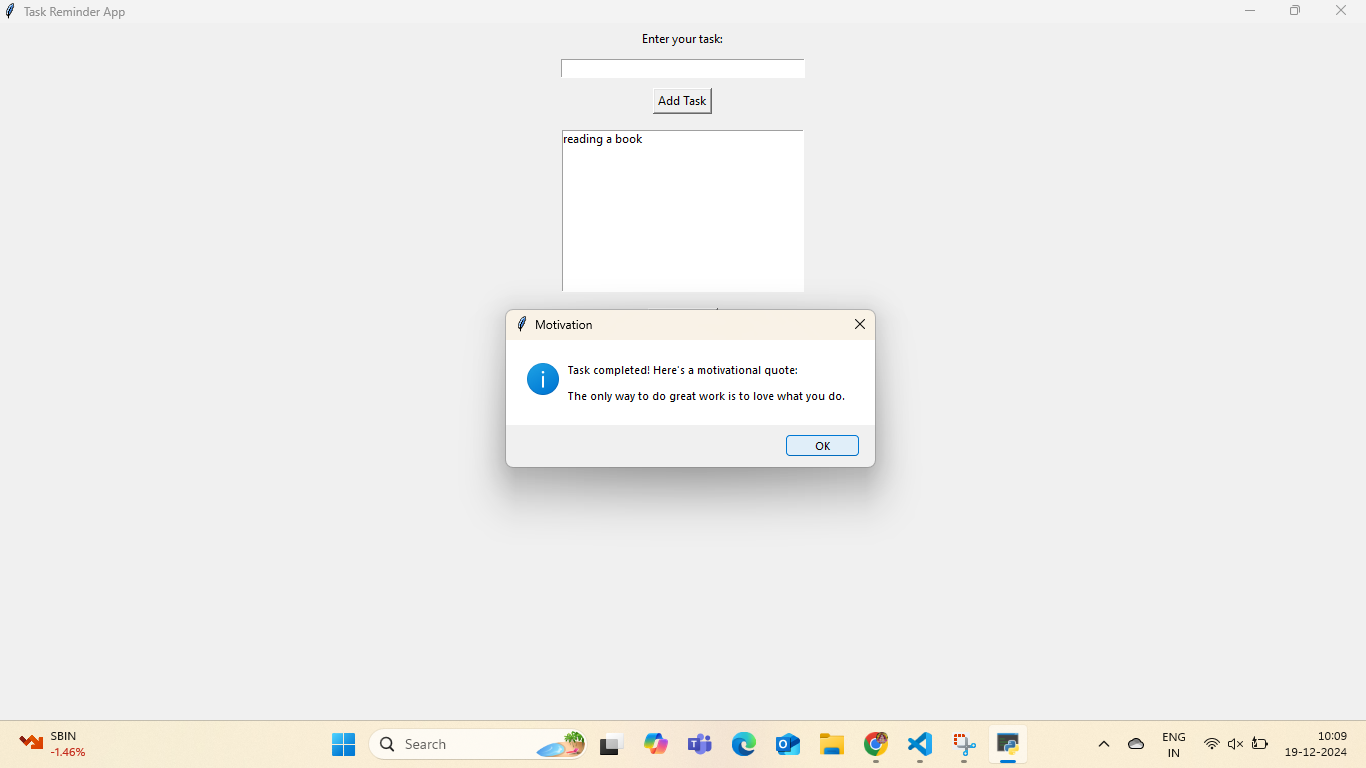 Task Reminder App
Enter your task:
Add Task
reading a book
Motivation
Task completed! Here's a motivational quote:
The only way to do great work is to love what you do.
OK
SBIN
-1.46%
Search
ENG
IN
10:09
19-12-2024